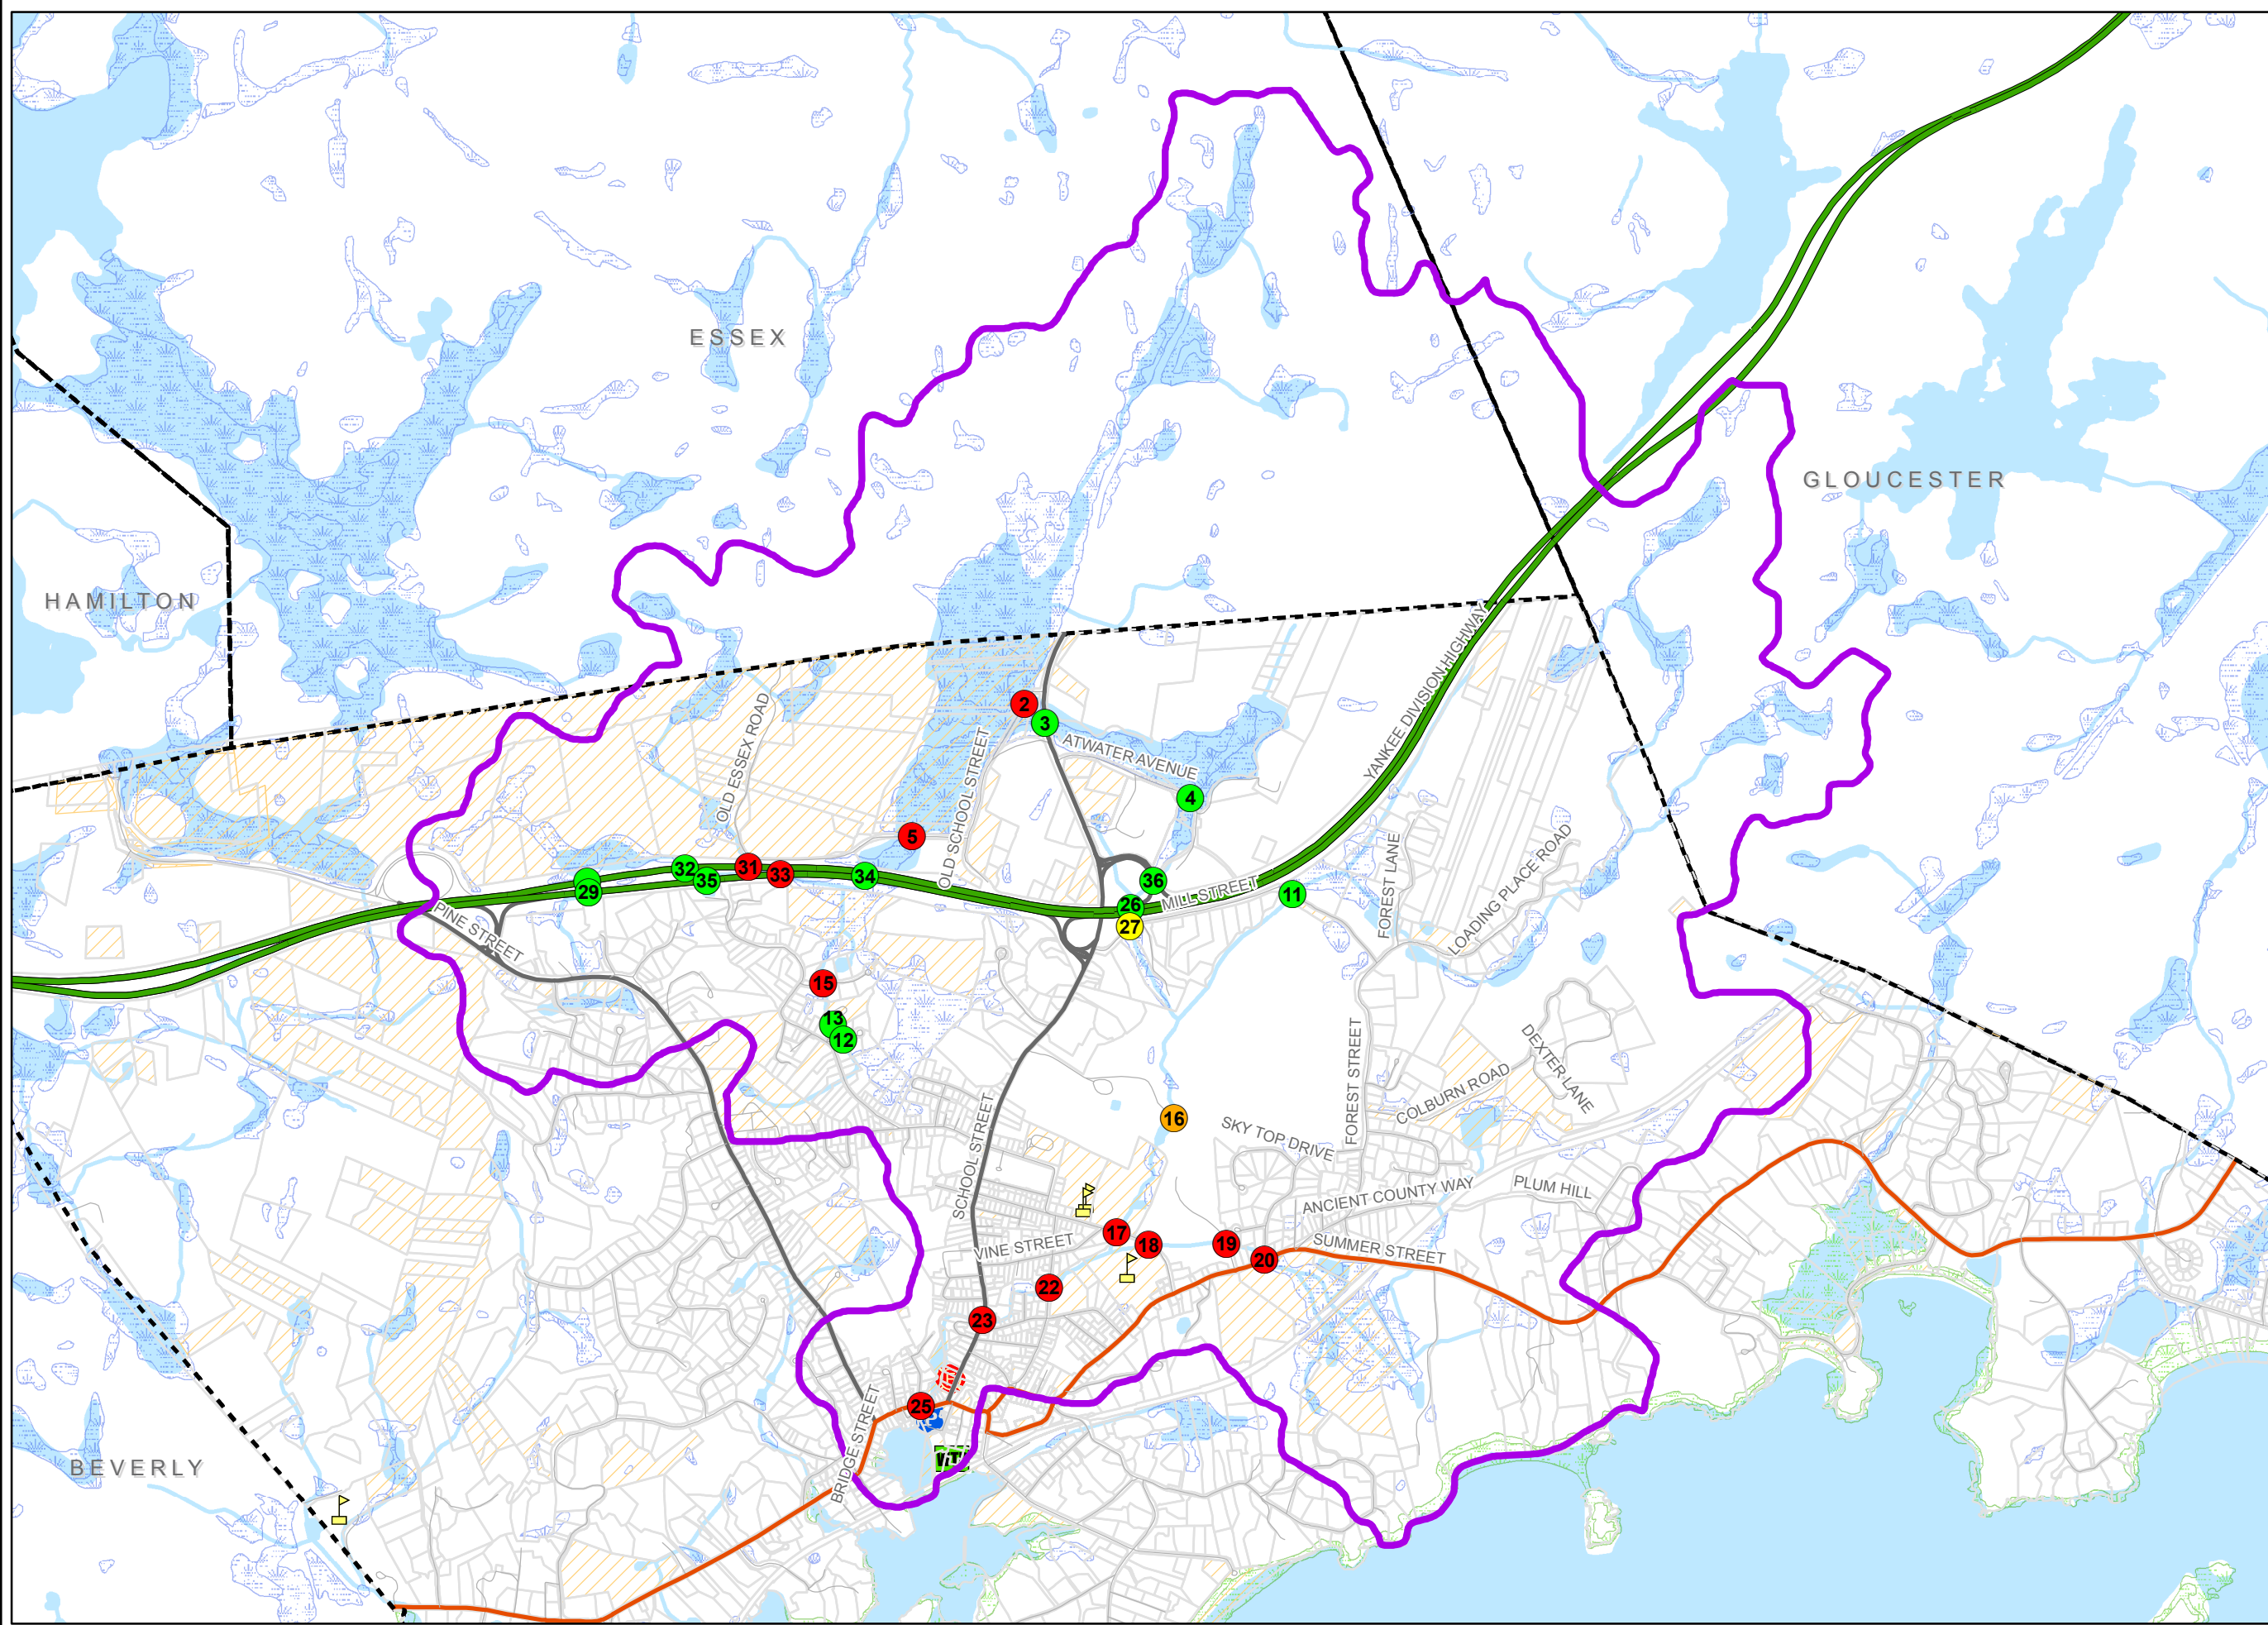 ESSEX
GLOUCESTER
HAMILTON
YANKEE DIVISION HIGHWAY
2
3
ATWATER AVENUE
OLD ESSEX ROAD
OLD SCHOOL STREET
4
5
FOREST LANE
LOADING PLACE ROAD
31
32
33
34
35
36
29
11
MILL STREET
26
27
PINE STREET
15
13
12
FOREST STREET
DEXTER LANE
COLBURN ROAD
16
SKY TOP DRIVE
SCHOOL STREET
ANCIENT COUNTY WAY
PLUM HILL
17
18
19
20
VINE STREET
SUMMER STREET
22
23
25
BRIDGE STREET
BEVERLY